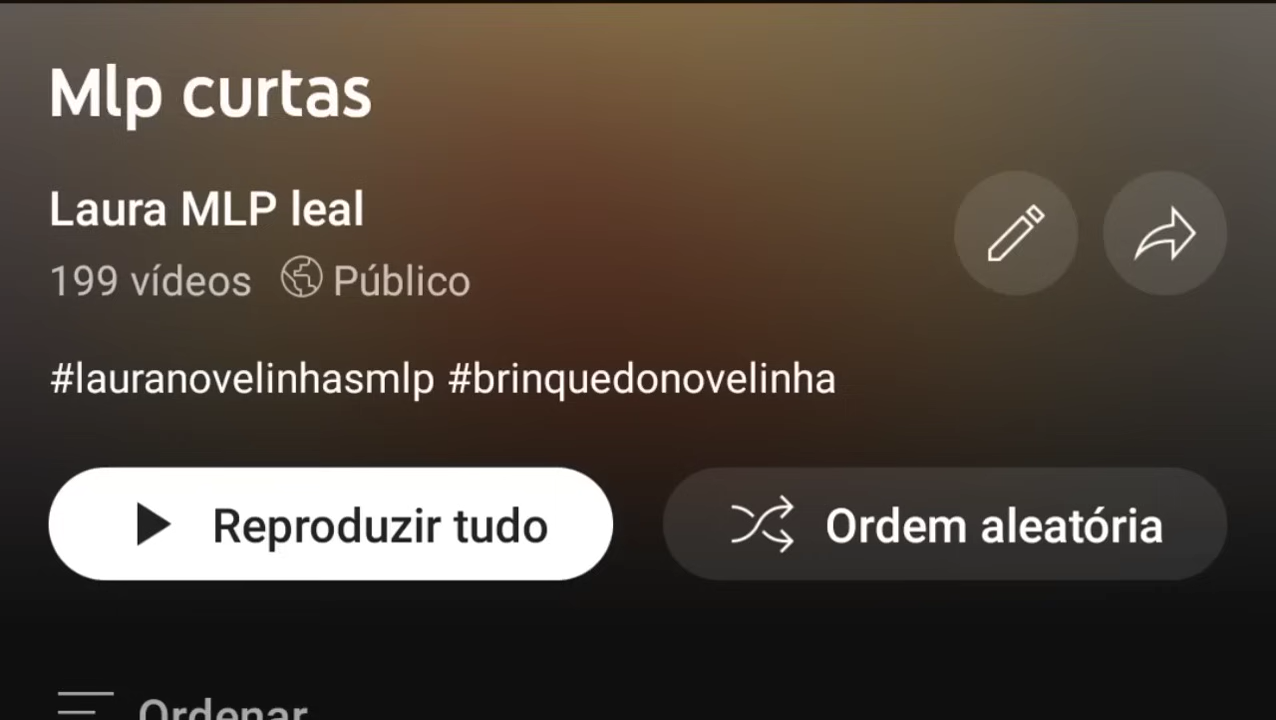 Mlp curtas
Laura MLP leal
199 vídeos Público
#lauranovelinhasmlp #brinquedonovelinha
Reproduzir tudo
Ordem aleatória
Ordenar